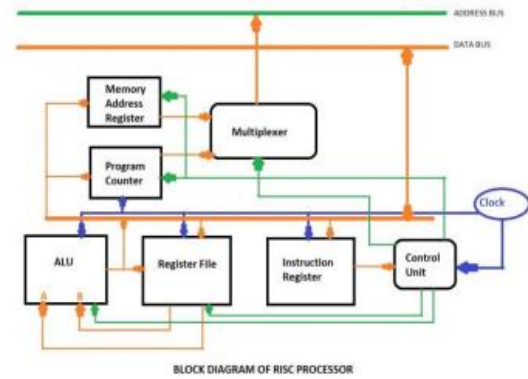 ADDRESS BUS
DATA BUS
Memory
Address
Register
Multiplexer
Program
Counter
Clock
ALU
Register File
Instruction
Register
Control
Unit
A
B
BLOCK DIAGRAM OF RISC PROCESSOR